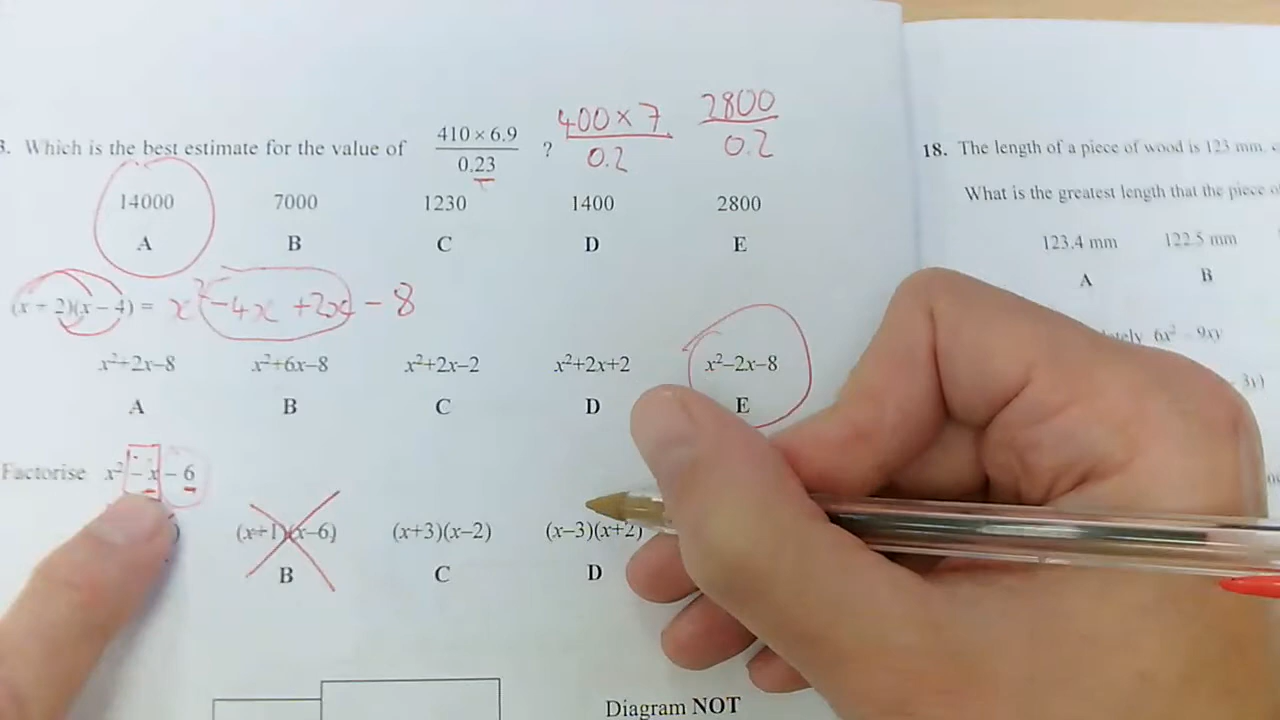 3. Which is the best estimate for the value of 410 × 6.9 / 0.23 ? 400 × 7 / 0.2 2800 / 0.2
14000 7000 1230 1400 2800
A B C D E
(x + 2)(x – 4) = x² – 4x + 2x – 8
x²+2x–8 x²+6x–8 x²+2x–2 x²+2x+2 x²–2x–8
A B C D E
Factorise x² – x – 6
(x+1)(x–6) (x+3)(x–2) (x–3)(x+2)
B C D
Diagram NOT
18. The length of a piece of wood is 123 mm,
What is the greatest length that the piece
123.4 mm 122.5 mm
A B
6x² – 9xy
3y)